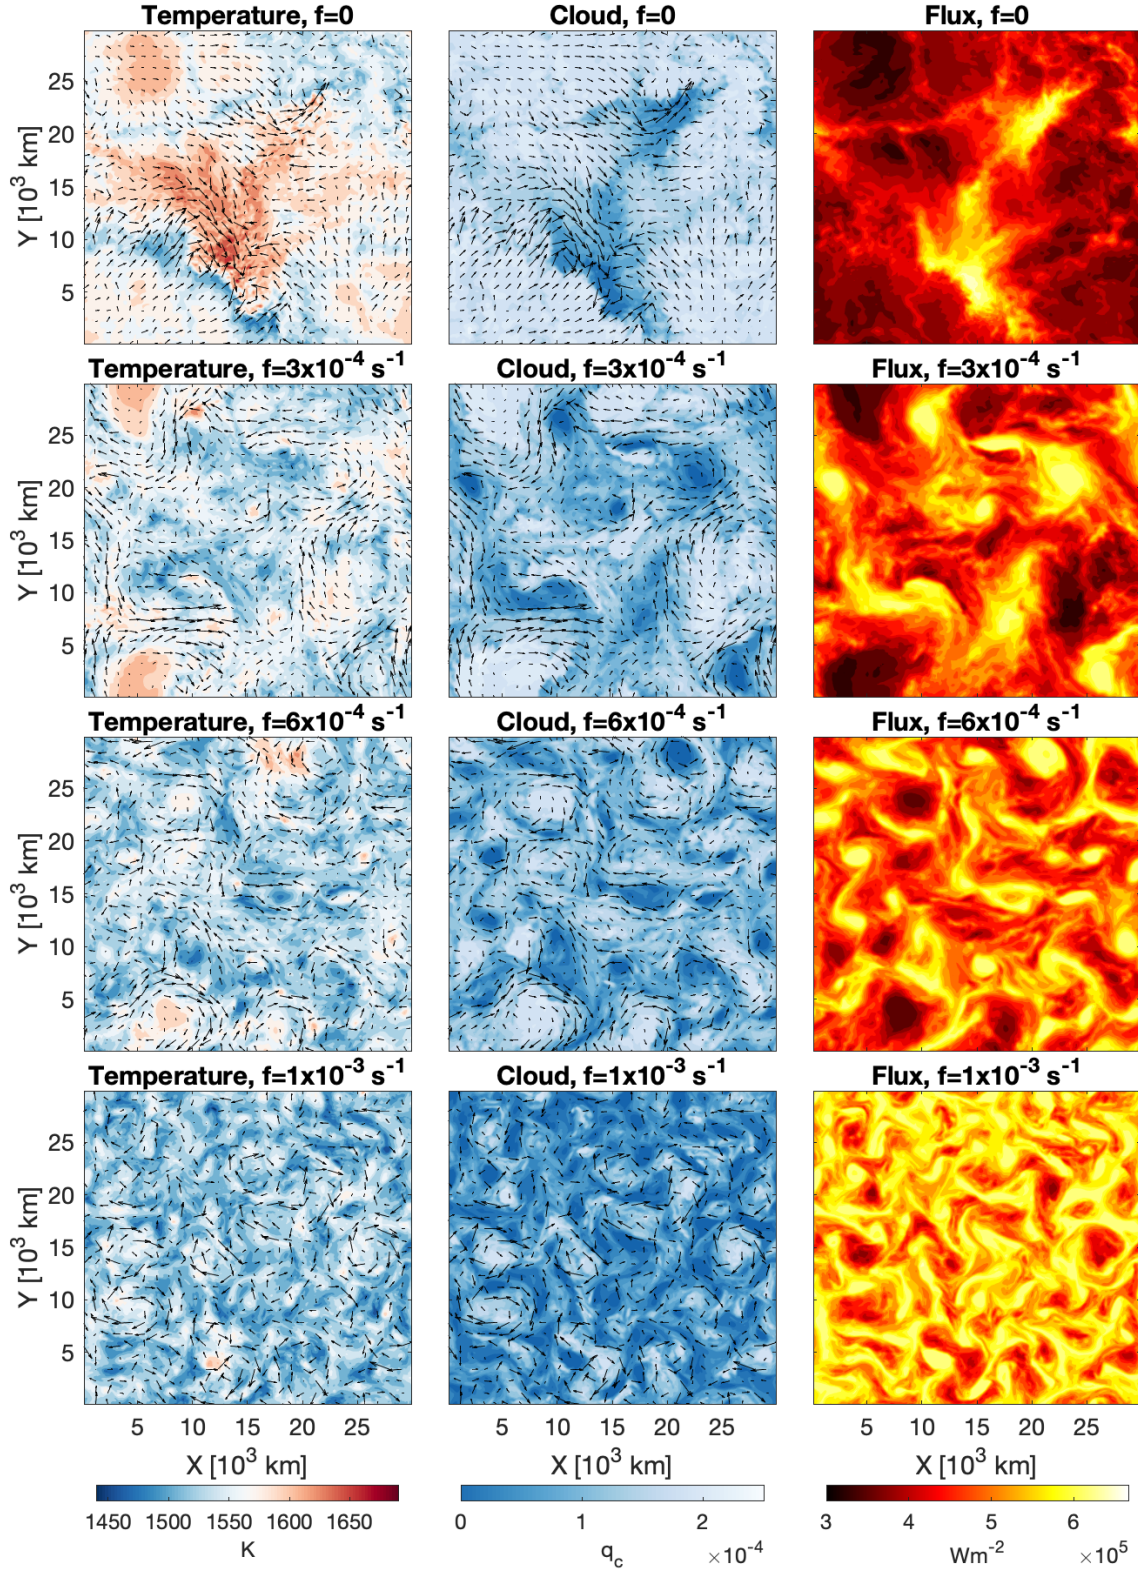 Temperature, f=0 Cloud, f=0 Flux, f=0
25
20
15
10
5
Y [10³ km]
Temperature, f=3x10⁻⁴ s⁻¹ Cloud, f=3x10⁻⁴ s⁻¹ Flux, f=3x10⁻⁴ s⁻¹
25
20
15
10
5
Y [10³ km]
Temperature, f=6x10⁻⁴ s⁻¹ Cloud, f=6x10⁻⁴ s⁻¹ Flux, f=6x10⁻⁴ s⁻¹
25
20
15
10
5
Y [10³ km]
Temperature, f=1x10⁻³ s⁻¹ Cloud, f=1x10⁻³ s⁻¹ Flux, f=1x10⁻³ s⁻¹
25
20
15
10
5
Y [10³ km]
5 10 15 20 25 5 10 15 20 25 5 10 15 20 25
X [10³ km] X [10³ km] X [10³ km]
1450 1500 1550 1600 1650 0 1 2 3 4 5 6
K q_c ×10⁻⁴ Wm⁻² ×10⁵